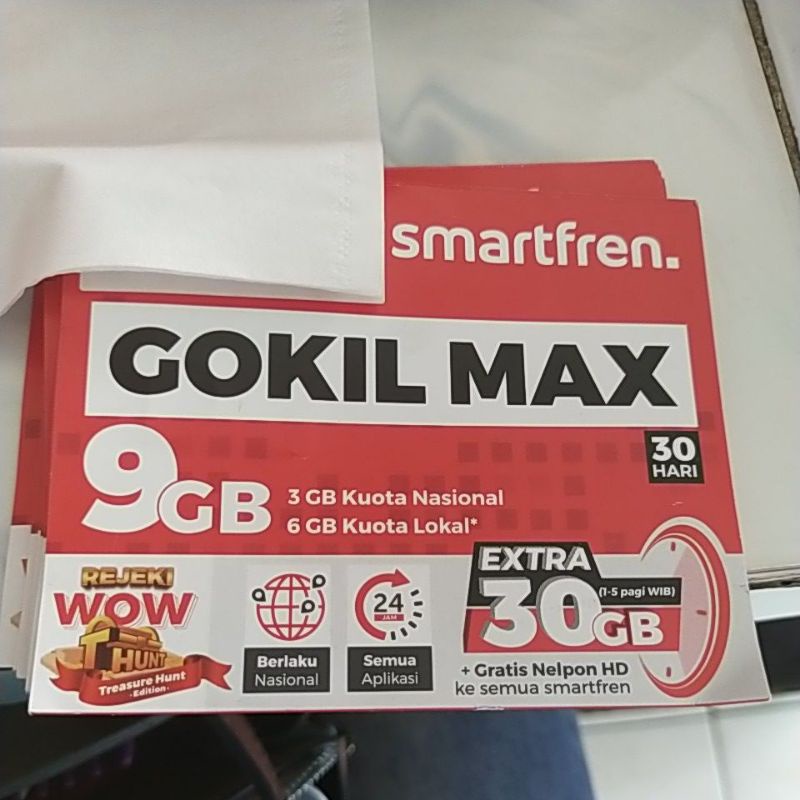 smartfren.
GOKIL MAX
30
HARI
9GB
3 GB Kuota Nasional
6 GB Kuota Lokal*
REJEKI
WOW
HUNT
Treasure Hunt
-Edition-
Berlaku
Nasional
24
JAM
Semua
Aplikasi
EXTRA
30GB
(1-5 pagi WIB)
+ Gratis Nelpon HD
ke semua smartfren